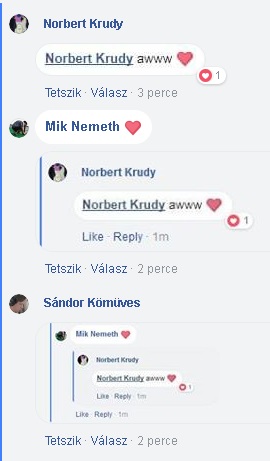 Norbert Krudy
Norbert Krudy awww ❤
1
Tetszik · Válasz · 3 perce
Mik Nemeth ❤
Norbert Krudy
Norbert Krudy awww ❤
1
Like · Reply · 1m
Tetszik · Válasz · 2 perce
Sándor Kömüves
Mik Nemeth ❤
Norbert Krudy
Norbert Krudy awww ❤
1
Like · Reply · 1m
Like · Reply · 1m
Tetszik · Válasz · 2 perce